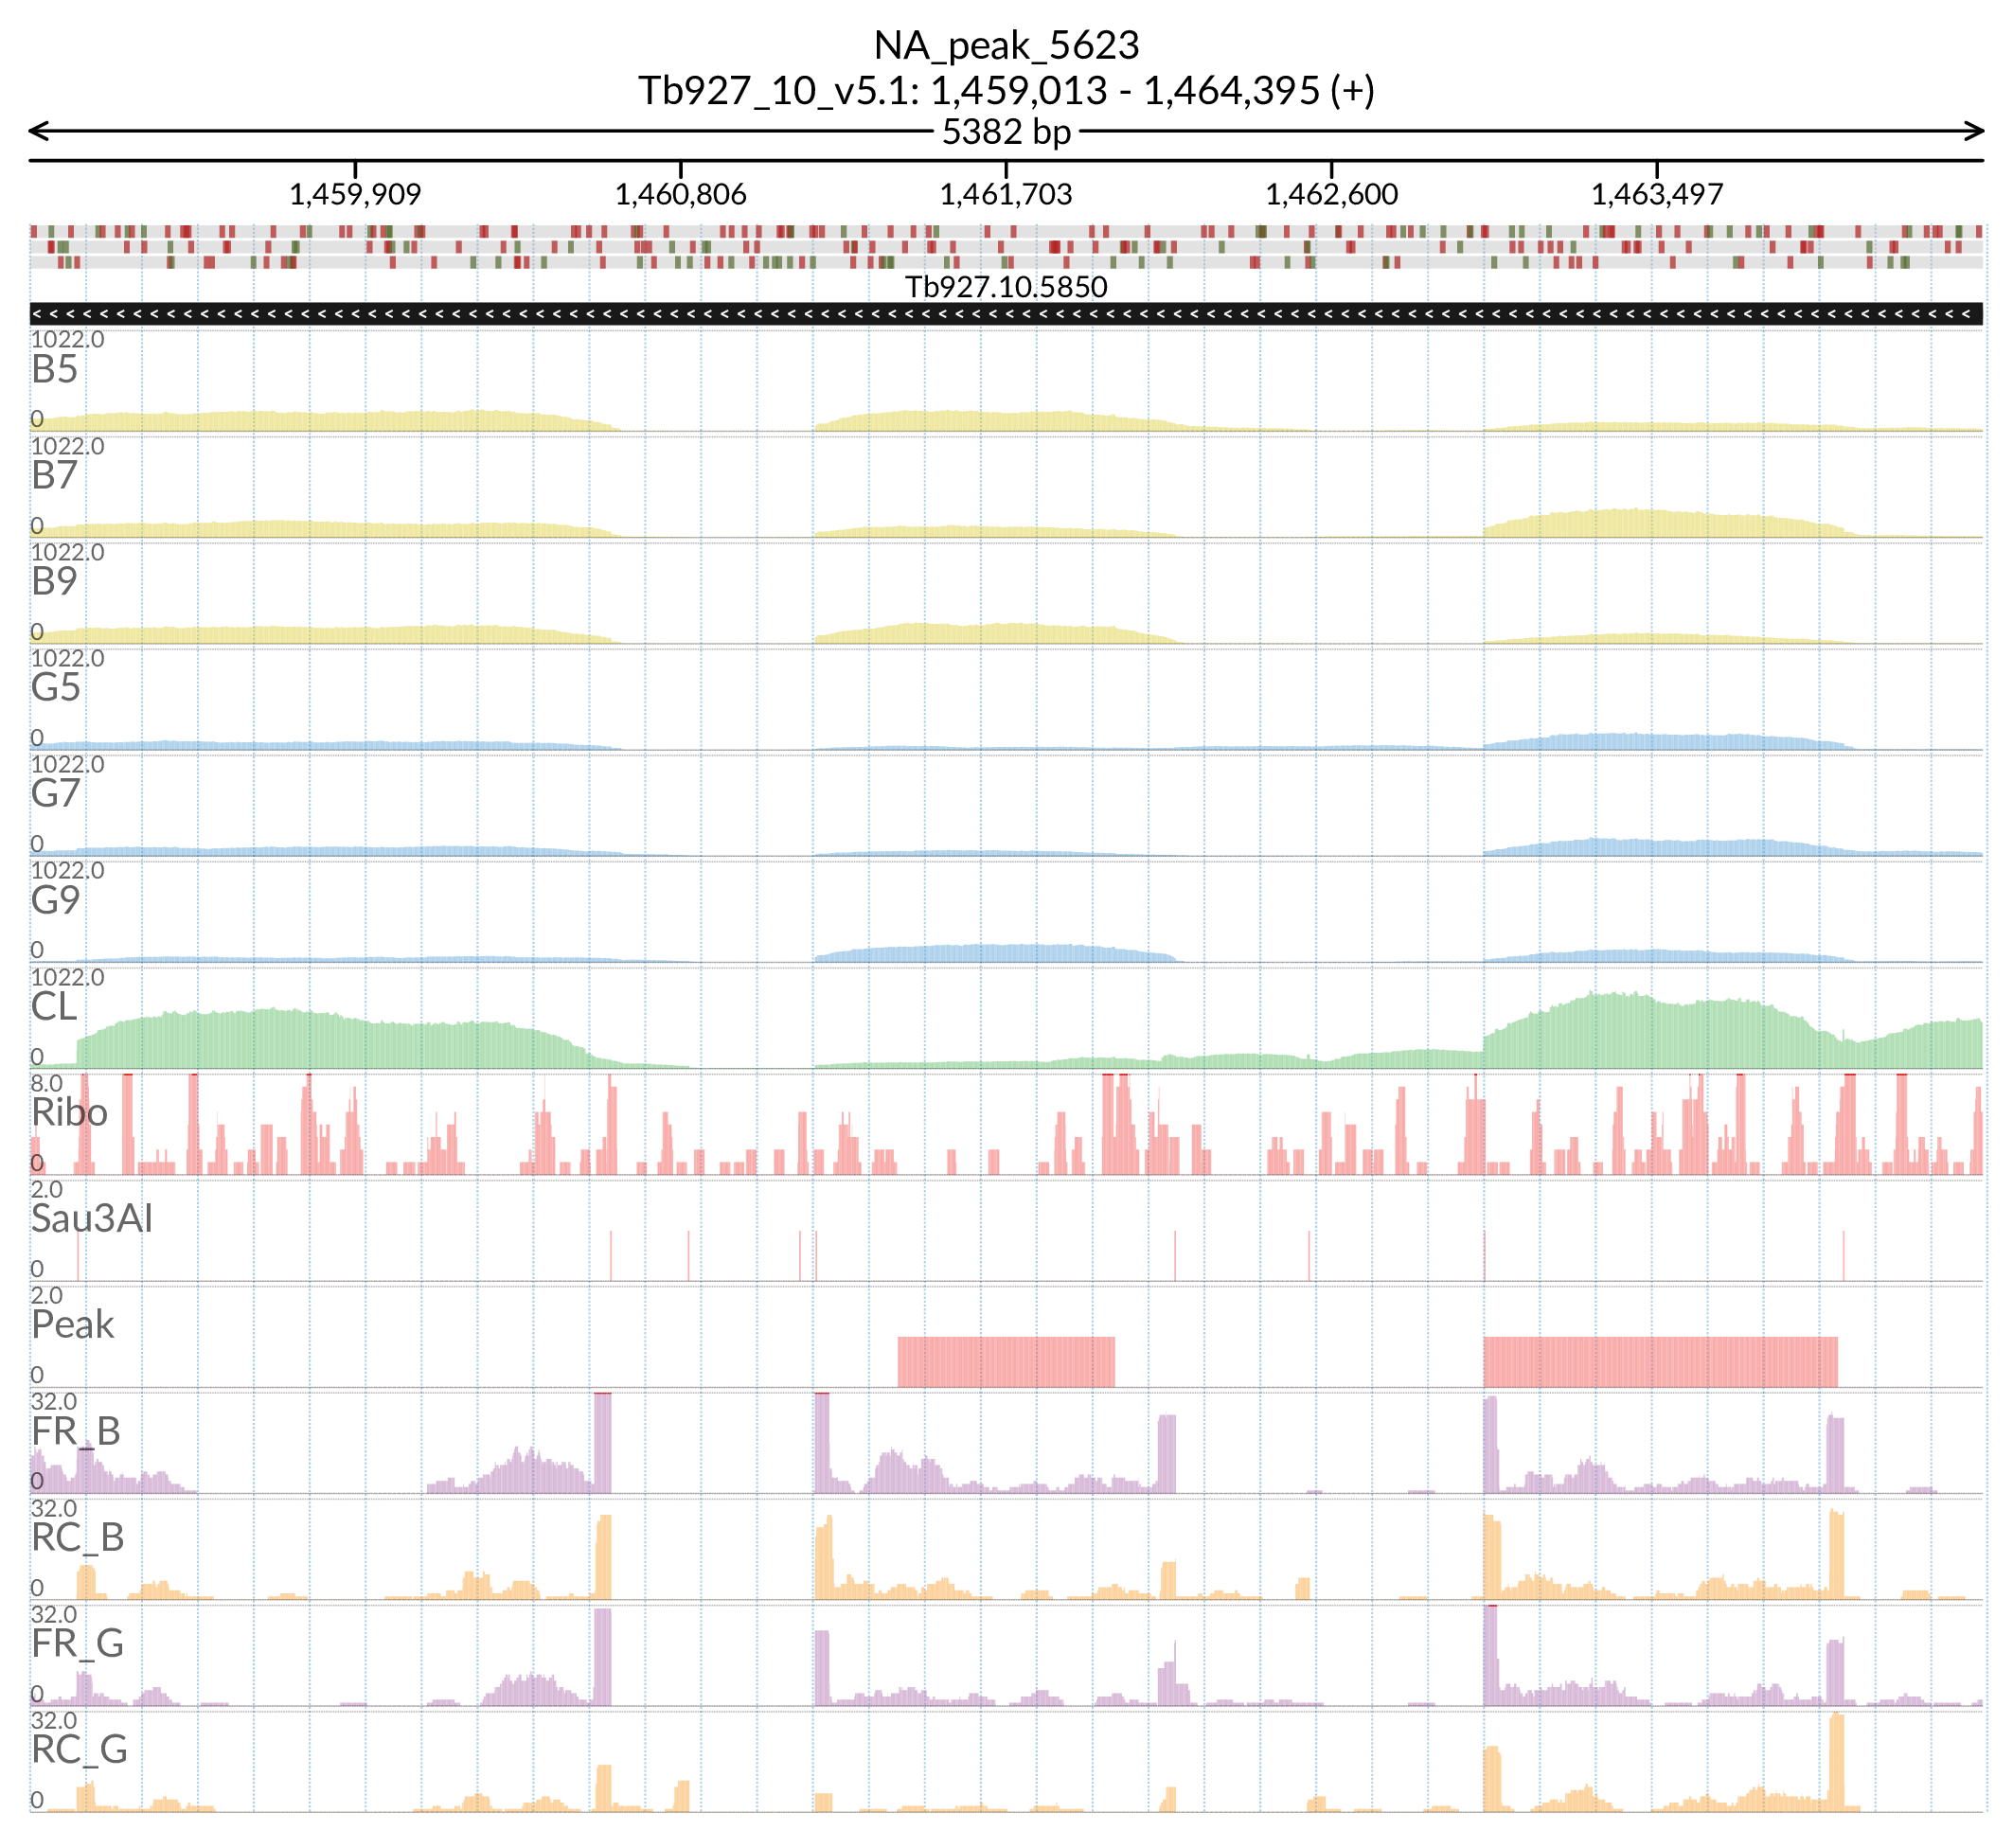 NA_peak_5623
Tb927_10_v5.1: 1,459,013 - 1,464,395 (+)
5382 bp
1,459,909 1,460,806 1,461,703 1,462,600 1,463,497
Tb927.10.5850
1022.0
B5
0
1022.0
B7
0
1022.0
B9
0
1022.0
G5
0
1022.0
G7
0
1022.0
G9
0
1022.0
CL
0
8.0
Ribo
0
2.0
Sau3AI
0
2.0
Peak
0
32.0
FR_B
0
32.0
RC_B
0
32.0
FR_G
0
32.0
RC_G
0